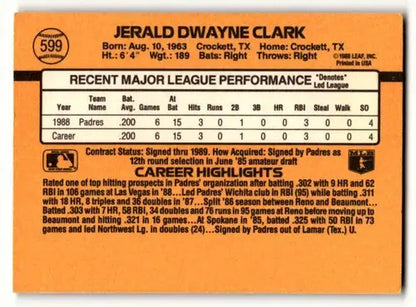 599
JERALD DWAYNE CLARK
Born: Aug. 10, 1963 Crockett, TX Home: Crockett, TX
Ht.: 6'4" Wgt.: 189 Bats: Right Throws: Right
©1988 LEAF, INC.
Printed in USA
RECENT MAJOR LEAGUE PERFORMANCE *Denotes* Led League
Year Team Name Bat. Avg. Games At Bat Hits Runs 2B 3B HR RBI Steal Walk SO
1988 Padres .200 6 15 3 0 1 0 0 3 0 0 4
Career .200 6 15 3 0 1 0 0 3 0 0 4
Contract Status: Signed thru 1989. How Acquired: Signed by Padres as
12th round selection in June '85 amateur draft
CAREER HIGHLIGHTS
Rated one of top hitting prospects in Padres' organization after batting .302 with 9 HR and 62
RBI in 106 games at Las Vegas in '88... Led Padres' Wichita club in RBI (95) while batting .311
with 18 HR, 8 triples and 36 doubles in '87... Split '86 season between Reno and Beaumont...
Batted .303 with 7 HR, 58 RBI, 34 doubles and 76 runs in 95 games at Reno before moving up to
Beaumont and hitting .321 in 16 games... At Spokane in '85, batted .325 with 50 RBI in 73 games
and led Northwest Lg. in doubles (24)... Signed by Padres out of Lamar (Tex.) U.